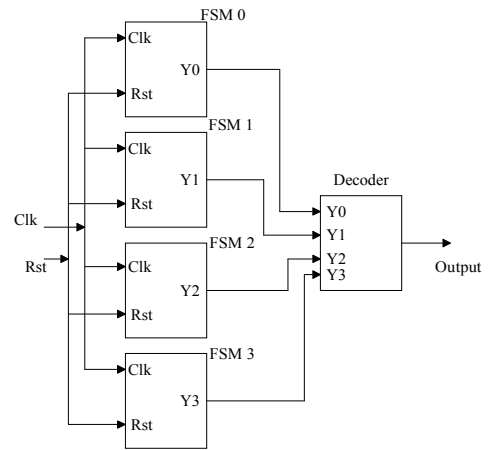 FSM 0
Clk
Y0
Rst
FSM 1
Clk
Y1
Rst
Decoder
Y0
Y1
Y2
Y3
Output
Clk
Rst
FSM 2
Clk
Y2
Rst
FSM 3
Clk
Y3
Rst